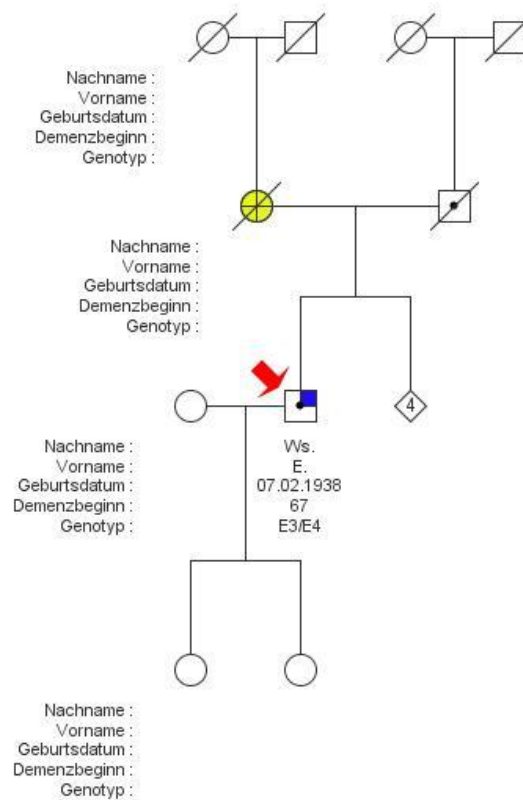 Nachname :
Vorname :
Geburtsdatum :
Demenzbeginn :
Genotyp :
Nachname :
Vorname :
Geburtsdatum :
Demenzbeginn :
Genotyp :
4
Nachname : Ws.
Vorname : E.
Geburtsdatum : 07.02.1938
Demenzbeginn : 67
Genotyp : E3/E4
Nachname :
Vorname :
Geburtsdatum :
Demenzbeginn :
Genotyp :